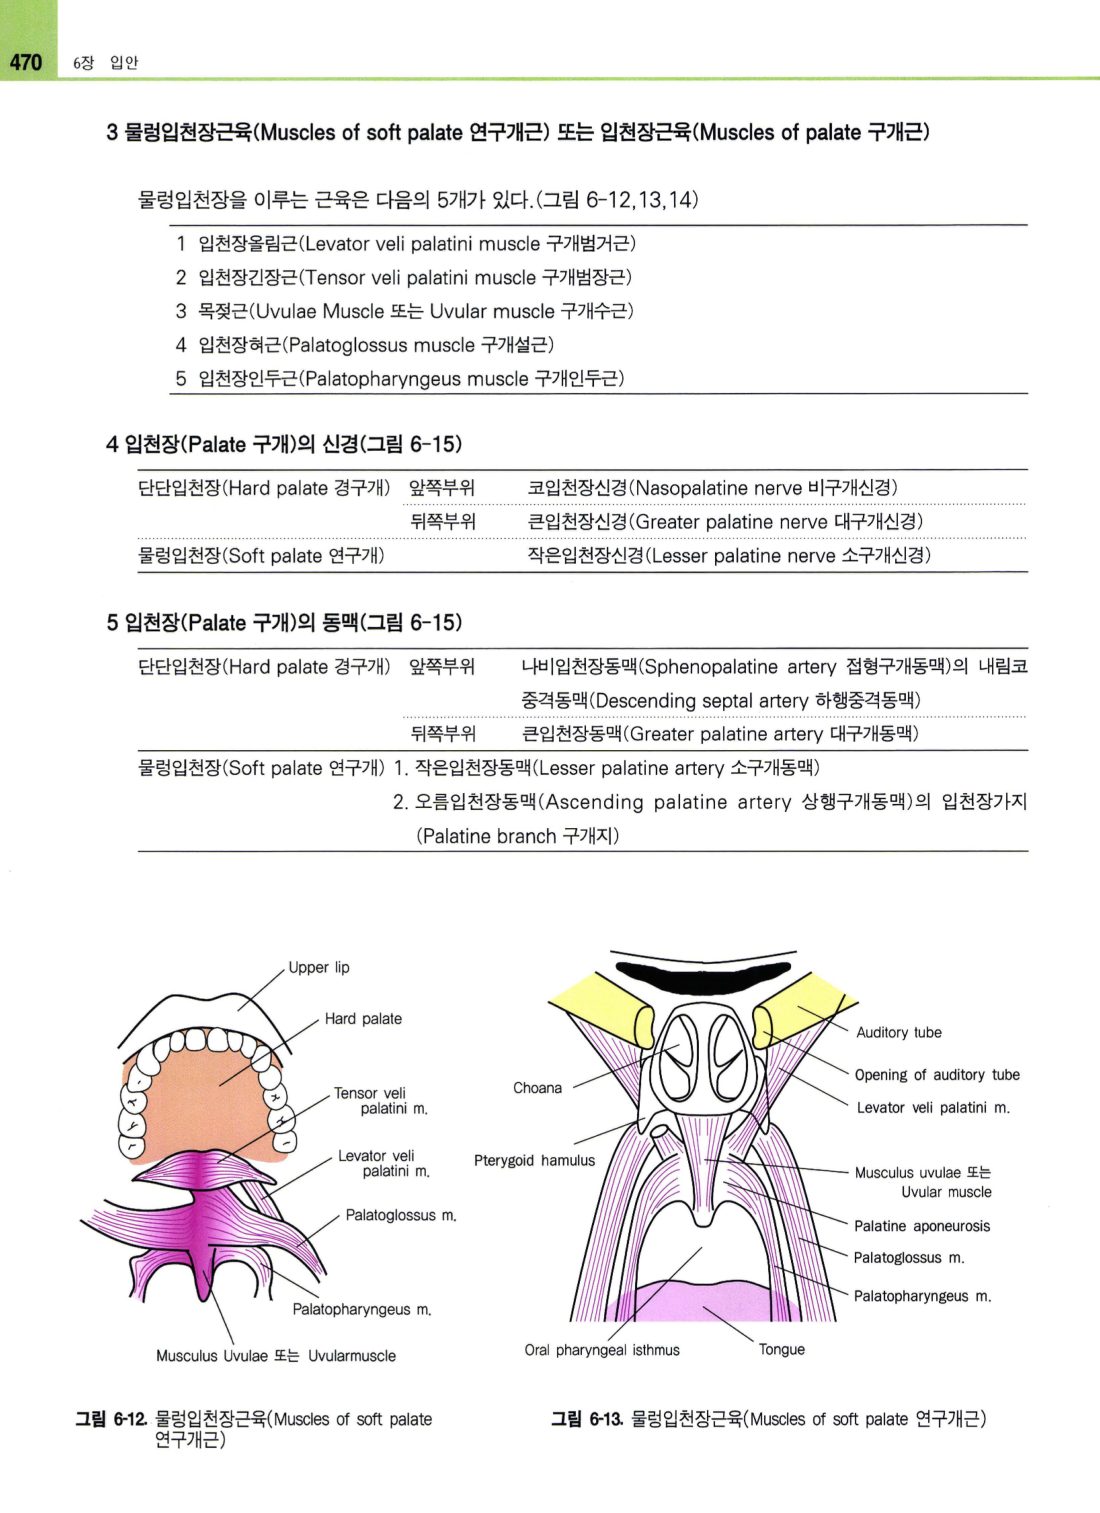 470 6장 입안
3 물렁입천장근육(Muscles of soft palate 연구개근) 또는 입천장근육(Muscles of palate 구개근)
물렁입천장을 이루는 근육은 다음의 5개가 있다.(그림 6-12,13,14)
1 입천장올림근(Levator veli palatini muscle 구개범거근)
2 입천장긴장근(Tensor veli palatini muscle 구개범장근)
3 목젖근(Uvulae Muscle 또는 Uvular muscle 구개수근)
4 입천장혀근(Palatoglossus muscle 구개설근)
5 입천장인두근(Palatopharyngeus muscle 구개인두근)
4 입천장(Palate 구개)의 신경(그림 6-15)
단단입천장(Hard palate 경구개) 앞쪽부위 코입천장신경(Nasopalatine nerve 비구개신경)
뒤쪽부위 큰입천장신경(Greater palatine nerve 대구개신경)
물렁입천장(Soft palate 연구개) 작은입천장신경(Lesser palatine nerve 소구개신경)
5 입천장(Palate 구개)의 동맥(그림 6-15)
단단입천장(Hard palate 경구개) 앞쪽부위 나비입천장동맥(Sphenopalatine artery 접형구개동맥)의 내림코
중격동맥(Descending septal artery 하행중격동맥)
뒤쪽부위 큰입천장동맥(Greater palatine artery 대구개동맥)
물렁입천장(Soft palate 연구개) 1. 작은입천장동맥(Lesser palatine artery 소구개동맥)
2. 오름입천장동맥(Ascending palatine artery 상행구개동맥)의 입천장가지
(Palatine branch 구개지)
Upper lip
Hard palate
Tensor veli
palatini m.
Levator veli
palatini m.
Palatoglossus m.
Palatopharyngeus m.
Musculus Uvulae 또는 Uvularmuscle
그림 6-12. 물렁입천장근육(Muscles of soft palate
연구개근)
Auditory tube
Opening of auditory tube
Choana
Levator veli palatini m.
Pterygoid hamulus
Musculus uvulae 또는
Uvular muscle
Palatine aponeurosis
Palatoglossus m.
Palatopharyngeus m.
Oral pharyngeal isthmus
Tongue
그림 6-13. 물렁입천장근육(Muscles of soft palate 연구개근)